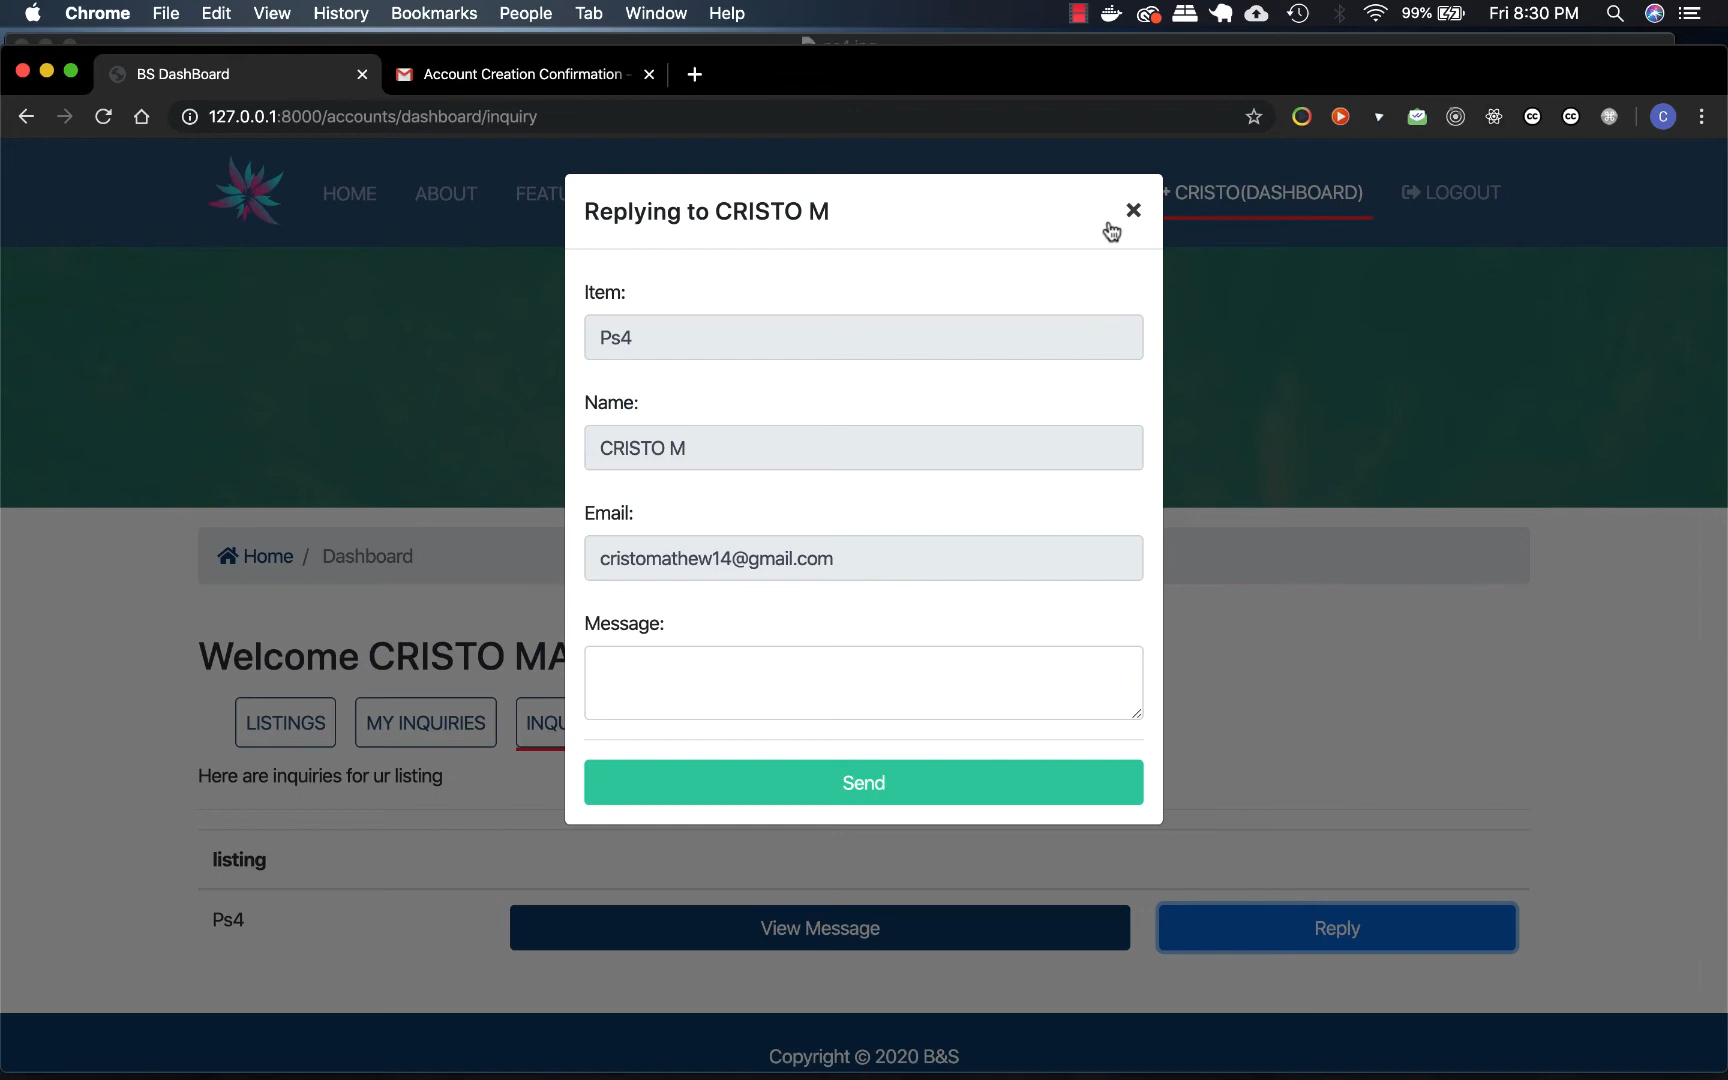 Chrome File Edit View History Bookmarks People Tab Window Help 99% Fri 8:30 PM
BS DashBoard Account Creation Confirmation -
127.0.0.1:8000/accounts/dashboard/inquiry
C
HOME ABOUT FEATU CRISTO(DASHBOARD) LOGOUT
Replying to CRISTO M
Item:
Ps4
Name:
CRISTO M
Email:
cristomathew14@gmail.com
Message:
Send
Home / Dashboard
Welcome CRISTO MA
LISTINGS MY INQUIRIES INQU
Here are inquiries for ur listing
listing
Ps4 View Message Reply
Copyright © 2020 B&S